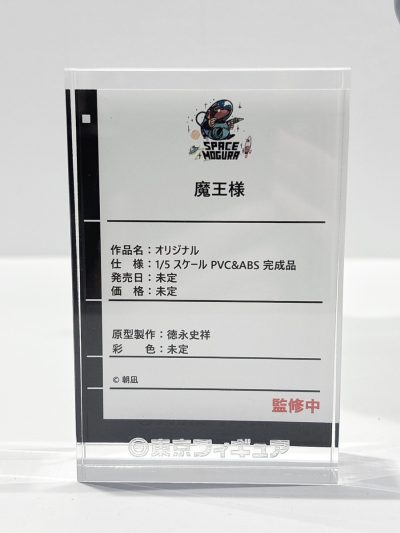 SPACE
MOGURA
魔王様
作品名：オリジナル
仕　様：1/5 スケール PVC&ABS 完成品
発売日：未定
価　格：未定
原型製作：徳永史祥
彩　　色：未定
© 朝凪
監修中
©東京フィギュア